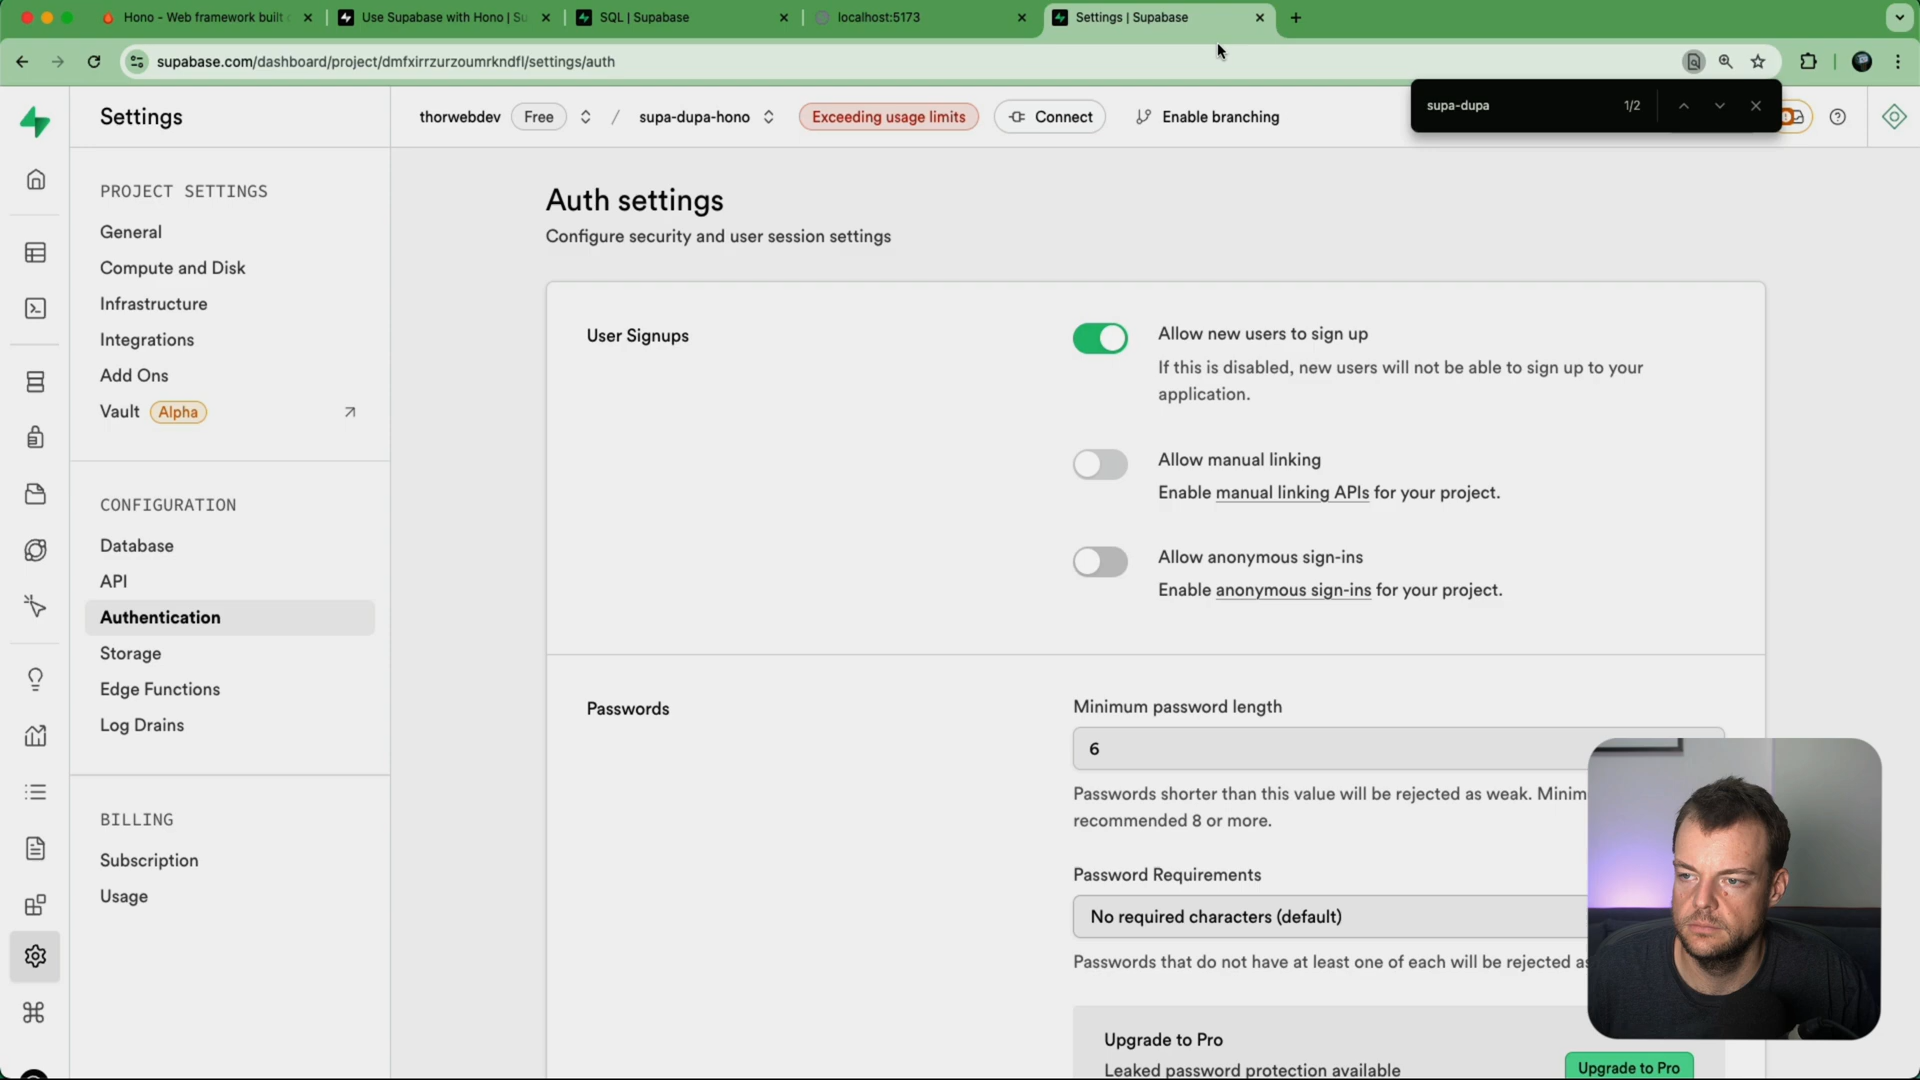 Hono - Web framework built
Use Supabase with Hono | Su
SQL | Supabase
localhost:5173
Settings | Supabase
supabase.com/dashboard/project/dmfxirrzurzoumrkndfl/settings/auth
supa-dupa
1/2
Settings
thorwebdev
Free
/
supa-dupa-hono
Exceeding usage limits
Connect
Enable branching
PROJECT SETTINGS
General
Compute and Disk
Infrastructure
Integrations
Add Ons
Vault
Alpha
CONFIGURATION
Database
API
Authentication
Storage
Edge Functions
Log Drains
BILLING
Subscription
Usage
Auth settings
Configure security and user session settings
User Signups
Allow new users to sign up
If this is disabled, new users will not be able to sign up to your
application.
Allow manual linking
Enable manual linking APIs for your project.
Allow anonymous sign-ins
Enable anonymous sign-ins for your project.
Passwords
Minimum password length
6
Passwords shorter than this value will be rejected as weak. Minim
recommended 8 or more.
Password Requirements
No required characters (default)
Passwords that do not have at least one of each will be rejected as
Upgrade to Pro
Leaked password protection available
Upgrade to Pro